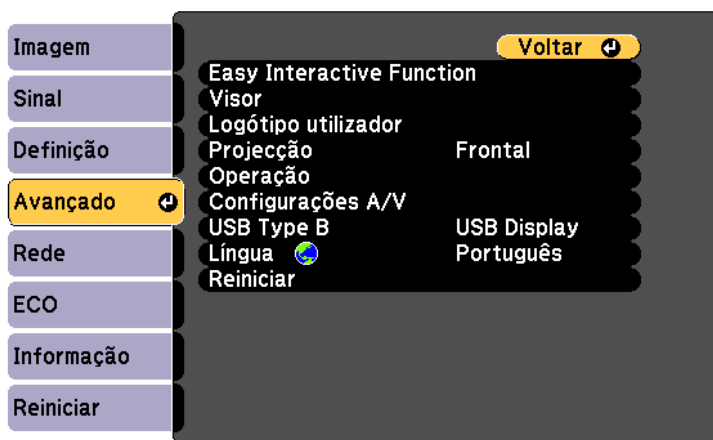 Imagem
Sinal
Definição
Avançado
Rede
ECO
Informação
Reiniciar
Voltar
Easy Interactive Function
Visor
Logótipo utilizador
Projecção Frontal
Operação
Configurações A/V
USB Type B USB Display
Língua Português
Reiniciar